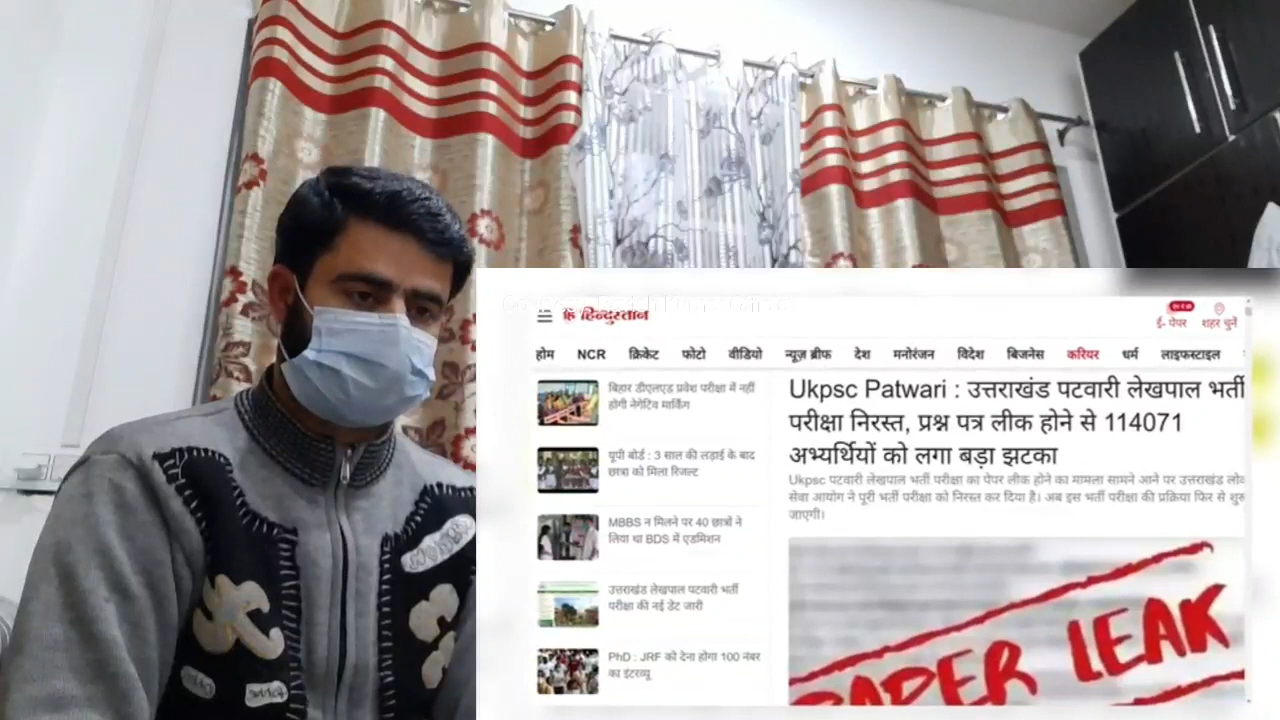 हिन्दुस्तान
ई- पेपर
शहर चुनें
होम NCR क्रिकेट फोटो वीडियो न्यूज़ ब्रीफ देश मनोरंजन विदेश बिजनेस करियर धर्म लाइफस्टाइल
बिहार डीएलएड प्रवेश परीक्षा में नहीं
होगी नेगेटिव मार्किंग
यूपी बोर्ड : 3 साल की लड़ाई के बाद
छात्रा को मिला रिजल्ट
MBBS न मिलने पर 40 छात्रों ने
लिया था BDS में एडमिशन
उत्तराखंड लेखपाल पटवारी भर्ती
परीक्षा की नई डेट जारी
PhD : JRF को देना होगा 100 नंबर
का इंटरव्यू
Ukpsc Patwari : उत्तराखंड पटवारी लेखपाल भर्ती
परीक्षा निरस्त, प्रश्न पत्र लीक होने से 114071
अभ्यर्थियों को लगा बड़ा झटका
Ukpsc पटवारी लेखपाल भर्ती परीक्षा का पेपर लीक होने का मामला सामने आने पर उत्तराखंड
सेवा आयोग ने पूरी भर्ती परीक्षा को निरस्त कर दिया है। अब इस भर्ती परीक्षा की प्रक्रिया फिर से
जाएगी।
PAPER LEAK